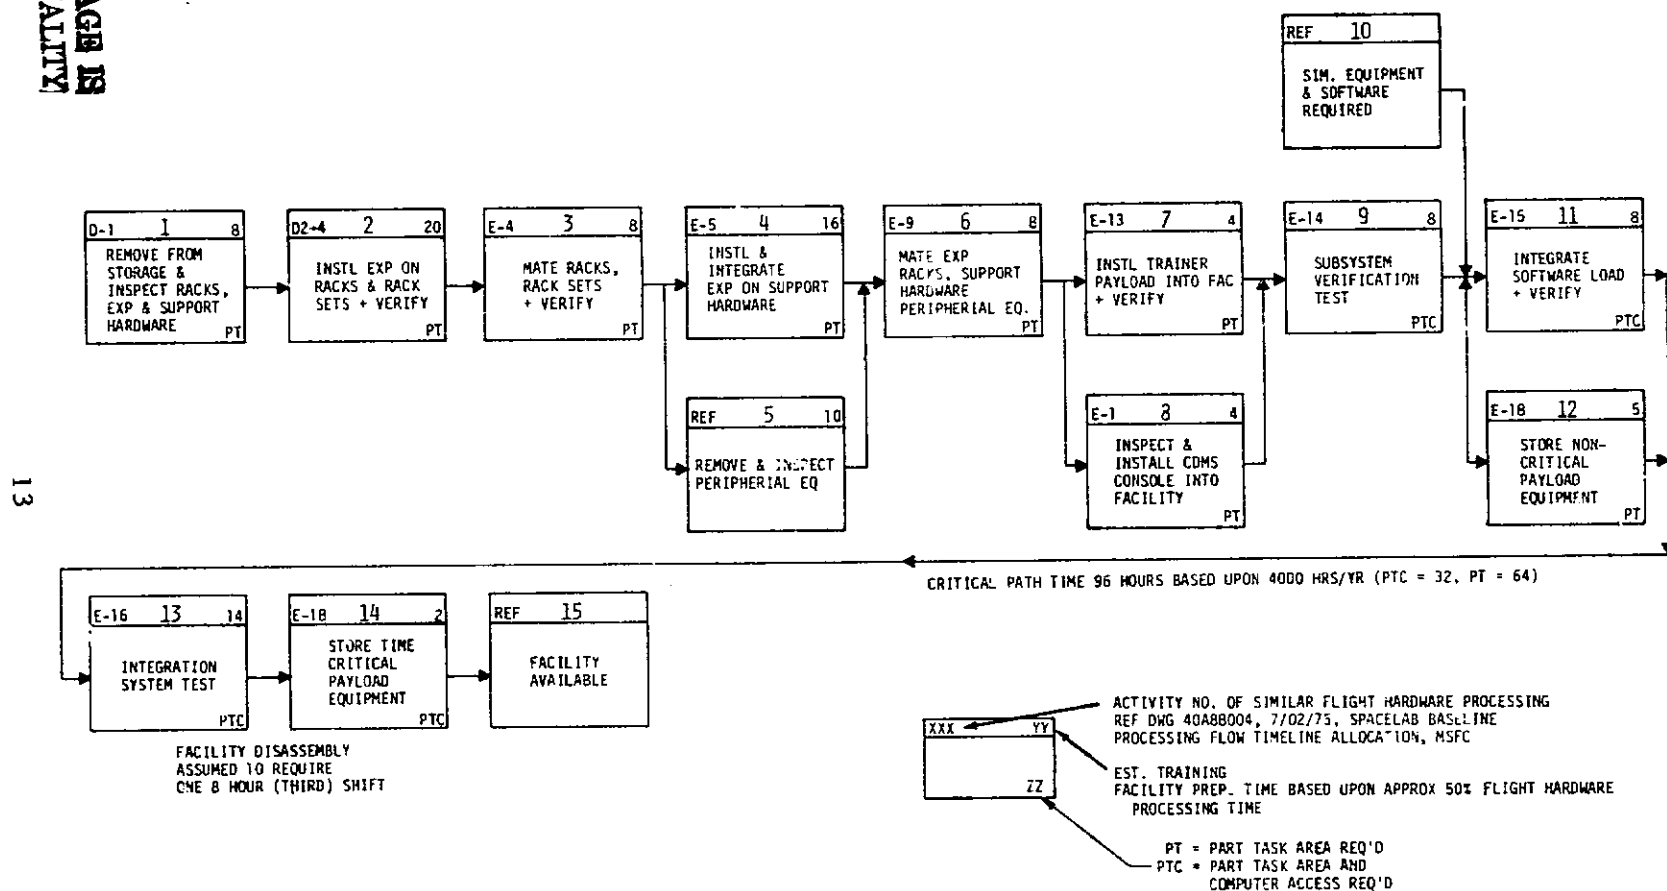 AGE IS
ALITY
REF 10
SIM. EQUIPMENT
& SOFTWARE
REQUIRED
D-1 1 8
REMOVE FROM
STORAGE &
INSPECT RACKS,
EXP & SUPPORT
HARDWARE
PT
D2→4 2 20
INSTL EXP ON
RACKS & RACK
SETS + VERIFY
PT
E-4 3 8
MATE RACKS,
RACK SETS
+ VERIFY
PT
E-5 4 16
INSTL &
INTEGRATE
EXP ON SUPPORT
HARDWARE
PT
E-9 6 8
MATE EXP
RACKS, SUPPORT
HARDWARE
PERIPHERIAL EQ.
PT
E-13 7 4
INSTL TRAINER
PAYLOAD INTO FAC
+ VERIFY
PT
E-14 9 8
SUBSYSTEM
VERIFICATION
TEST
PTC
E-15 11 8
INTEGRATE
SOFTWARE LOAD
+ VERIFY
PTC
REF 5 10
REMOVE & INSPECT
PERIPHERIAL EQ
E-1 8 4
INSPECT &
INSTALL CDMS
CONSOLE INTO
FACILITY
PT
E-18 12 5
STORE NON-
CRITICAL
PAYLOAD
EQUIPMENT
PT
13
CRITICAL PATH TIME 96 HOURS BASED UPON 4000 HRS/YR (PTC = 32, PT = 64)
E-16 13 14
INTEGRATION
SYSTEM TEST
PTC
E-18 14 2
STORE TIME
CRITICAL
PAYLOAD
EQUIPMENT
PTC
REF 15
FACILITY
AVAILABLE
FACILITY DISASSEMBLY
ASSUMED TO REQUIRE
ONE 8 HOUR (THIRD) SHIFT
XXX YY
ZZ
ACTIVITY NO. OF SIMILAR FLIGHT HARDWARE PROCESSING
REF DWG 40A88004, 7/02/75, SPACELAB BASELINE
PROCESSING FLOW TIMELINE ALLOCATION, MSFC
EST. TRAINING
FACILITY PREP. TIME BASED UPON APPROX 50% FLIGHT HARDWARE
PROCESSING TIME
PT = PART TASK AREA REQ'D
PTC = PART TASK AREA AND
COMPUTER ACCESS REQ'D